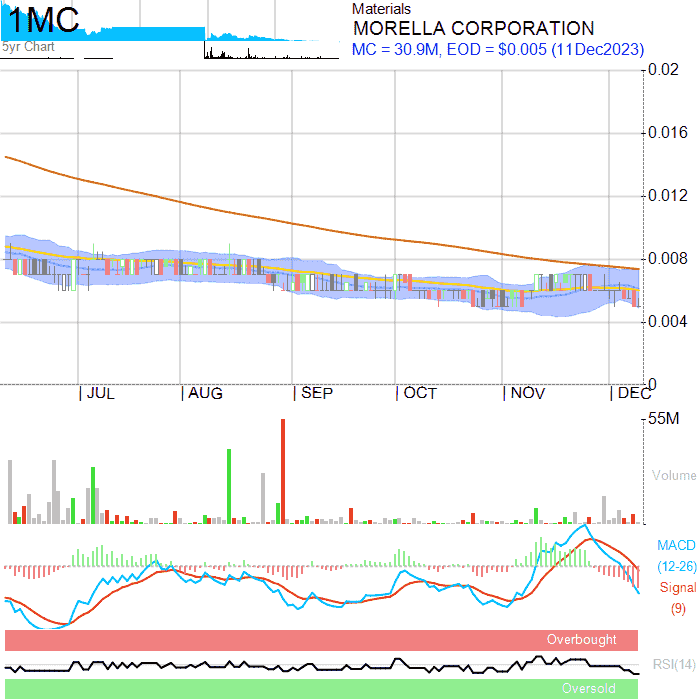 1MC
5yr Chart
Materials
MORELLA CORPORATION
MC = 30.9M, EOD = $0.005 (11Dec2023)
0.02
0.016
0.012
0.008
0.004
0
JUL
AUG
SEP
OCT
NOV
DEC
55M
Volume
MACD
(12-26)
Signal
(9)
Overbought
RSI(14)
Oversold